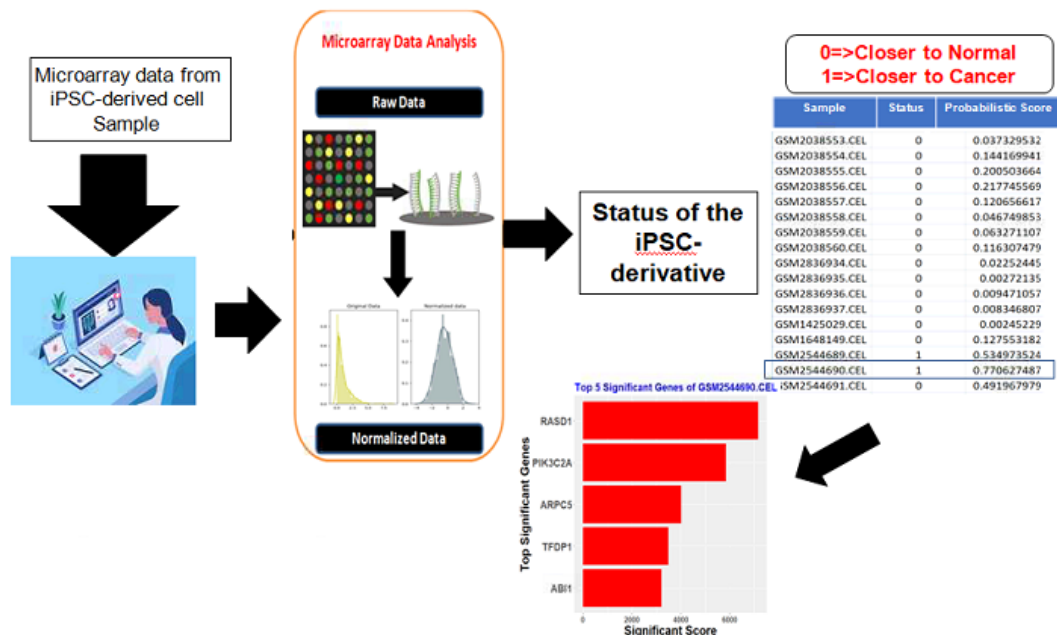 Microarray data from
iPSC-derived cell
Sample
Microarray Data Analysis
Raw Data
Original Data
Normalized data
Normalized Data
Status of the
iPSC-
derivative
0=>Closer to Normal
1=>Closer to Cancer
Sample Status Probabilistic Score
GSM2038553.CEL 0 0.037329532
GSM2038554.CEL 0 0.144169941
GSM2038555.CEL 0 0.200503664
GSM2038556.CEL 0 0.217745569
GSM2038557.CEL 0 0.120656617
GSM2038558.CEL 0 0.046749853
GSM2038559.CEL 0 0.063271107
GSM2038560.CEL 0 0.116307479
GSM2836934.CEL 0 0.02252445
GSM2836935.CEL 0 0.00272135
GSM2836936.CEL 0 0.009471057
GSM2836937.CEL 0 0.008346807
GSM1425029.CEL 0 0.00245229
GSM1648149.CEL 0 0.127553182
GSM2544689.CEL 1 0.534973524
GSM2544690.CEL 1 0.770627487
GSM2544691.CEL 0 0.491967979
Top 5 Significant Genes of GSM2544690.CEL
Top Significant Genes
RASD1
PIK3C2A
ARPC5
TFDP1
ABI1
0 2000 4000 6000
Significant Score